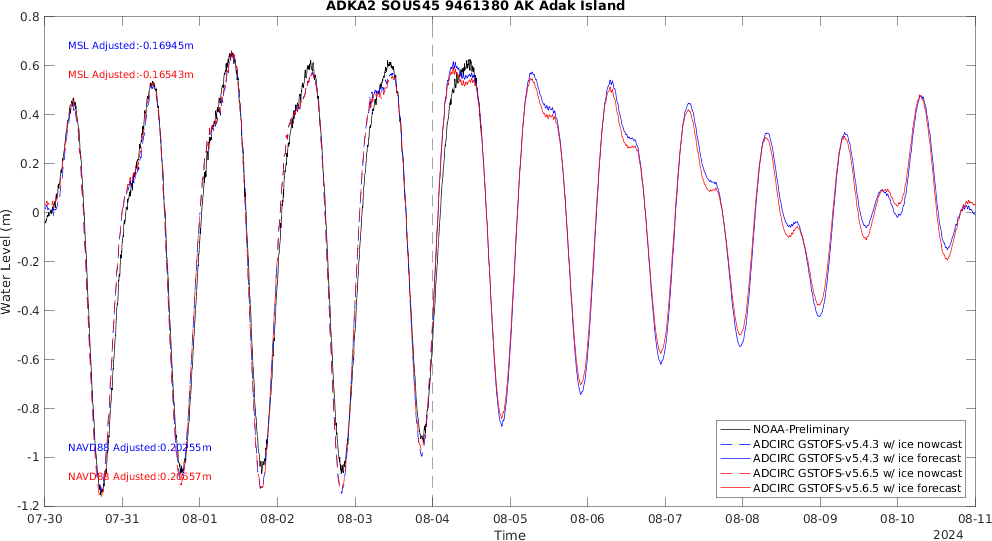 ADKA2 SOUS45 9461380 AK Adak Island
0.8
0.6
0.4
0.2
0
-0.2
-0.4
-0.6
-0.8
-1
-1.2
Water Level (m)
MSL Adjusted:-0.16945m
MSL Adjusted:-0.16543m
NAVD88 Adjusted:0.20255m
NAVD88 Adjusted:0.20657m
NOAA-Preliminary
ADCIRC GSTOFS-v5.4.3 w/ ice nowcast
ADCIRC GSTOFS-v5.4.3 w/ ice forecast
ADCIRC GSTOFS-v5.6.5 w/ ice nowcast
ADCIRC GSTOFS-v5.6.5 w/ ice forecast
07-30 07-31 08-01 08-02 08-03 08-04 08-05 08-06 08-07 08-08 08-09 08-10 08-11
Time
2024